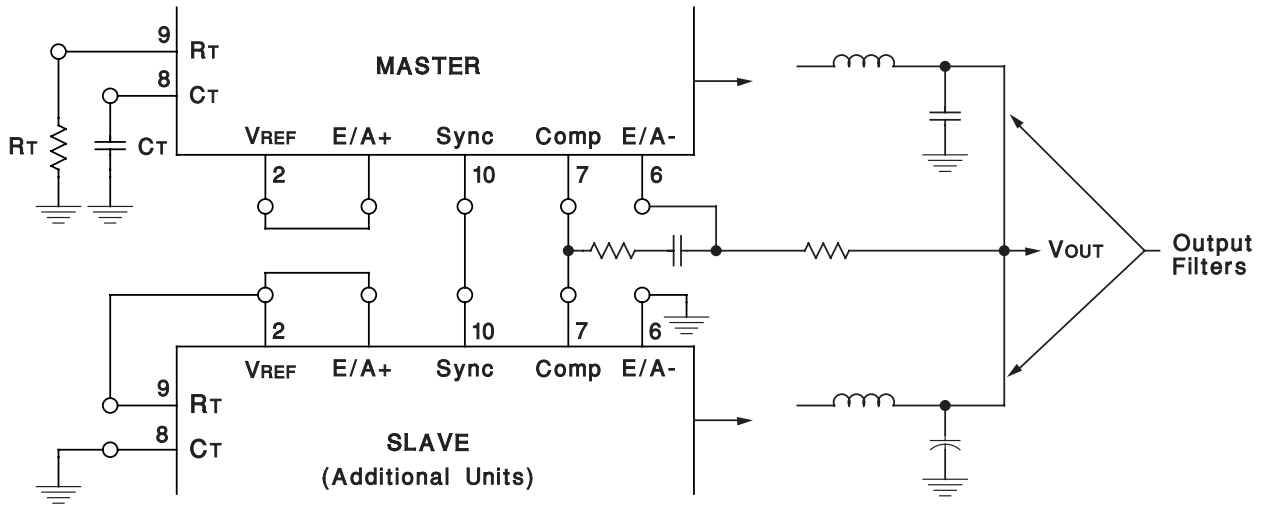 9
RT
MASTER
8
CT
VREF E/A+ Sync Comp E/A-
RT
CT
2 10 7 6
VOUT
Output
Filters
2 10 7 6
VREF E/A+ Sync Comp E/A-
9
RT
8
CT
SLAVE
(Additional Units)